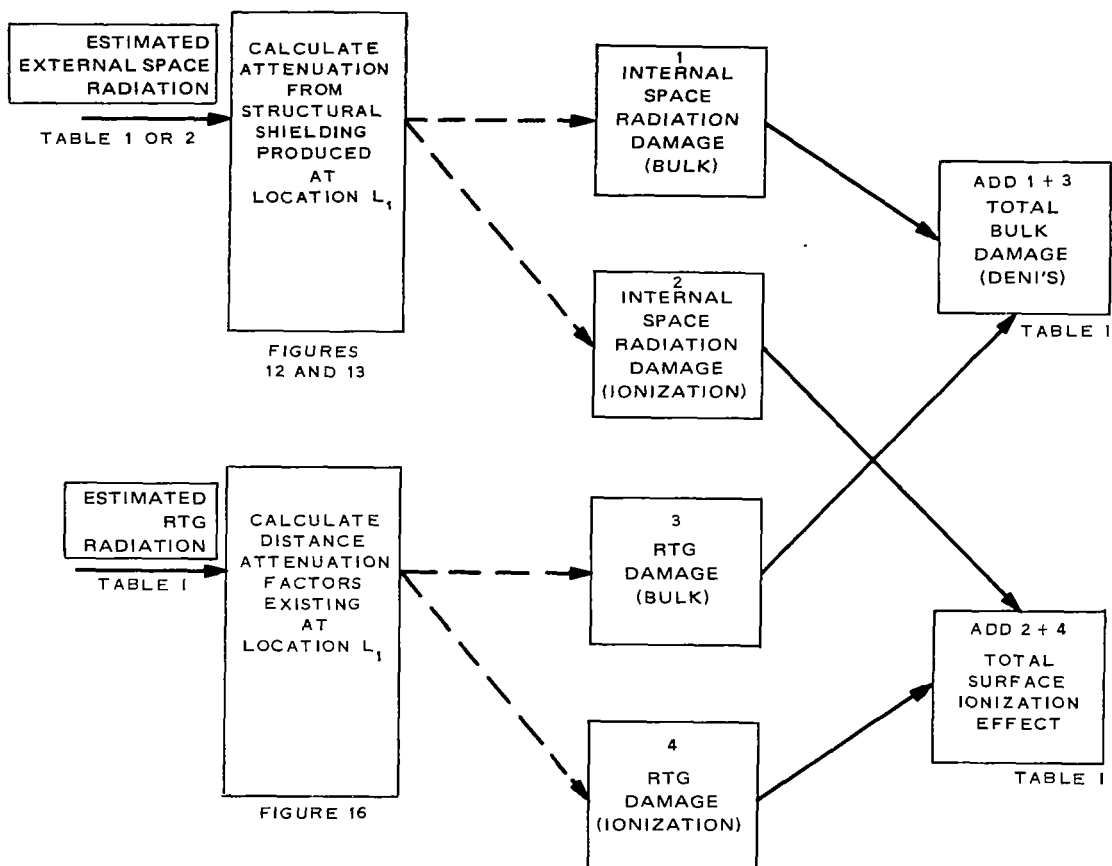 ESTIMATED
EXTERNAL SPACE
RADIATION
TABLE 1 OR 2
CALCULATE
ATTENUATION
FROM
STRUCTURAL
SHIELDING
PRODUCED
AT
LOCATION L1
FIGURES
12 AND 13
1
INTERNAL
SPACE
RADIATION
DAMAGE
(BULK)
2
INTERNAL
SPACE
RADIATION
DAMAGE
(IONIZATION)
ADD 1 + 3
TOTAL
BULK
DAMAGE
(DENI'S)
TABLE I
ESTIMATED
RTG
RADIATION
TABLE I
CALCULATE
DISTANCE
ATTENUATION
FACTORS
EXISTING
AT
LOCATION L1
FIGURE 16
3
RTG
DAMAGE
(BULK)
4
RTG
DAMAGE
(IONIZATION)
ADD 2 + 4
TOTAL
SURFACE
IONIZATION
EFFECT
TABLE I